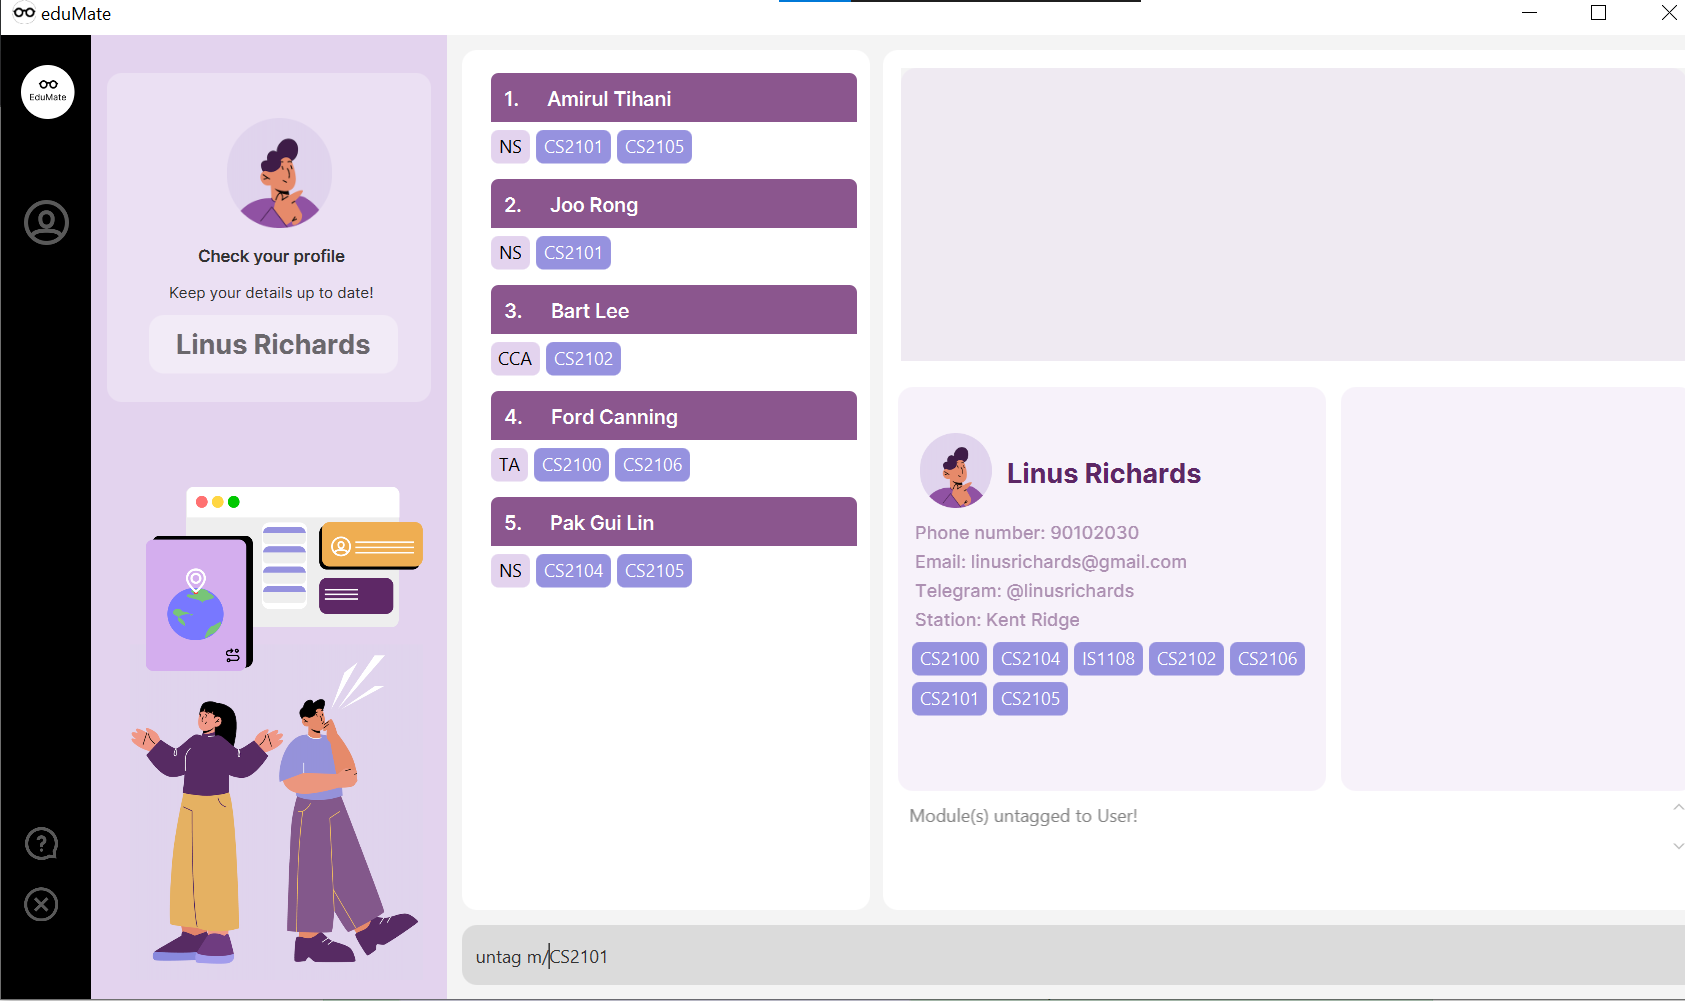 eduMate
EduMate
Check your profile
Keep your details up to date!
Linus Richards
1. Amirul Tihani
NS CS2101 CS2105
2. Joo Rong
NS CS2101
3. Bart Lee
CCA CS2102
4. Ford Canning
TA CS2100 CS2106
5. Pak Gui Lin
NS CS2104 CS2105
Linus Richards
Phone number: 90102030
Email: linusrichards@gmail.com
Telegram: @linusrichards
Station: Kent Ridge
CS2100 CS2104 IS1108 CS2102 CS2106
CS2101 CS2105
Module(s) untagged to User!
untag m/CS2101